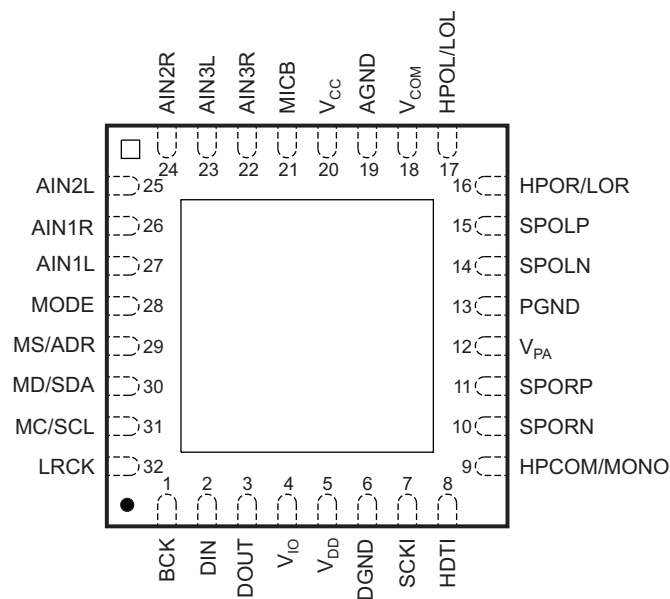 AIN2R
AIN3L
AIN3R
MICB
VCC
AGND
VCOM
HPOL/LOL
24 23 22 21 20 19 18 17
AIN2L 25 16 HPOR/LOR
AIN1R 26 15 SPOLP
AIN1L 27 14 SPOLN
MODE 28 13 PGND
MS/ADR 29 12 VPA
MD/SDA 30 11 SPORP
MC/SCL 31 10 SPORN
LRCK 32 9 HPCOM/MONO
1 2 3 4 5 6 7 8
BCK
DIN
DOUT
VIO
VDD
DGND
SCKI
HDTI